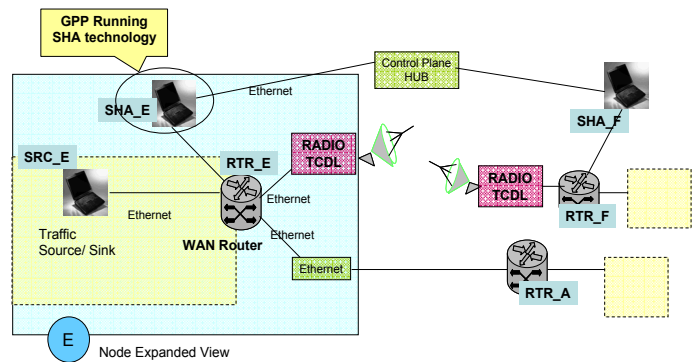 GPP Running
SHA technology
Control Plane
HUB
Ethernet
SHA_E
SHA_F
SRC_E
RTR_E
RADIO
TCDL
RADIO
TCDL
Ethernet
Ethernet
RTR_F
Traffic
Source/ Sink
WAN Router
Ethernet
Ethernet
RTR_A
E
Node Expanded View